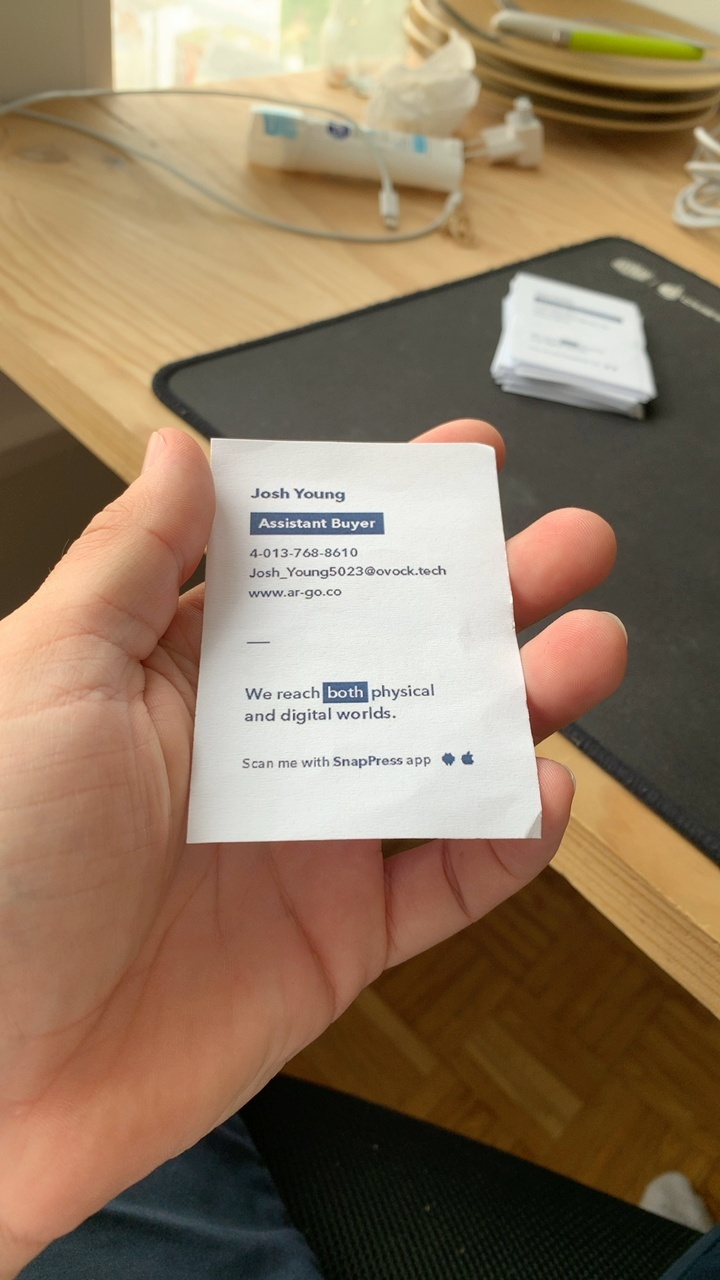 Josh Young
Assistant Buyer
4-013-768-8610
Josh_Young5023@ovock.tech
www.ar-go.co
We reach both physical
and digital worlds.
Scan me with SnapPress app